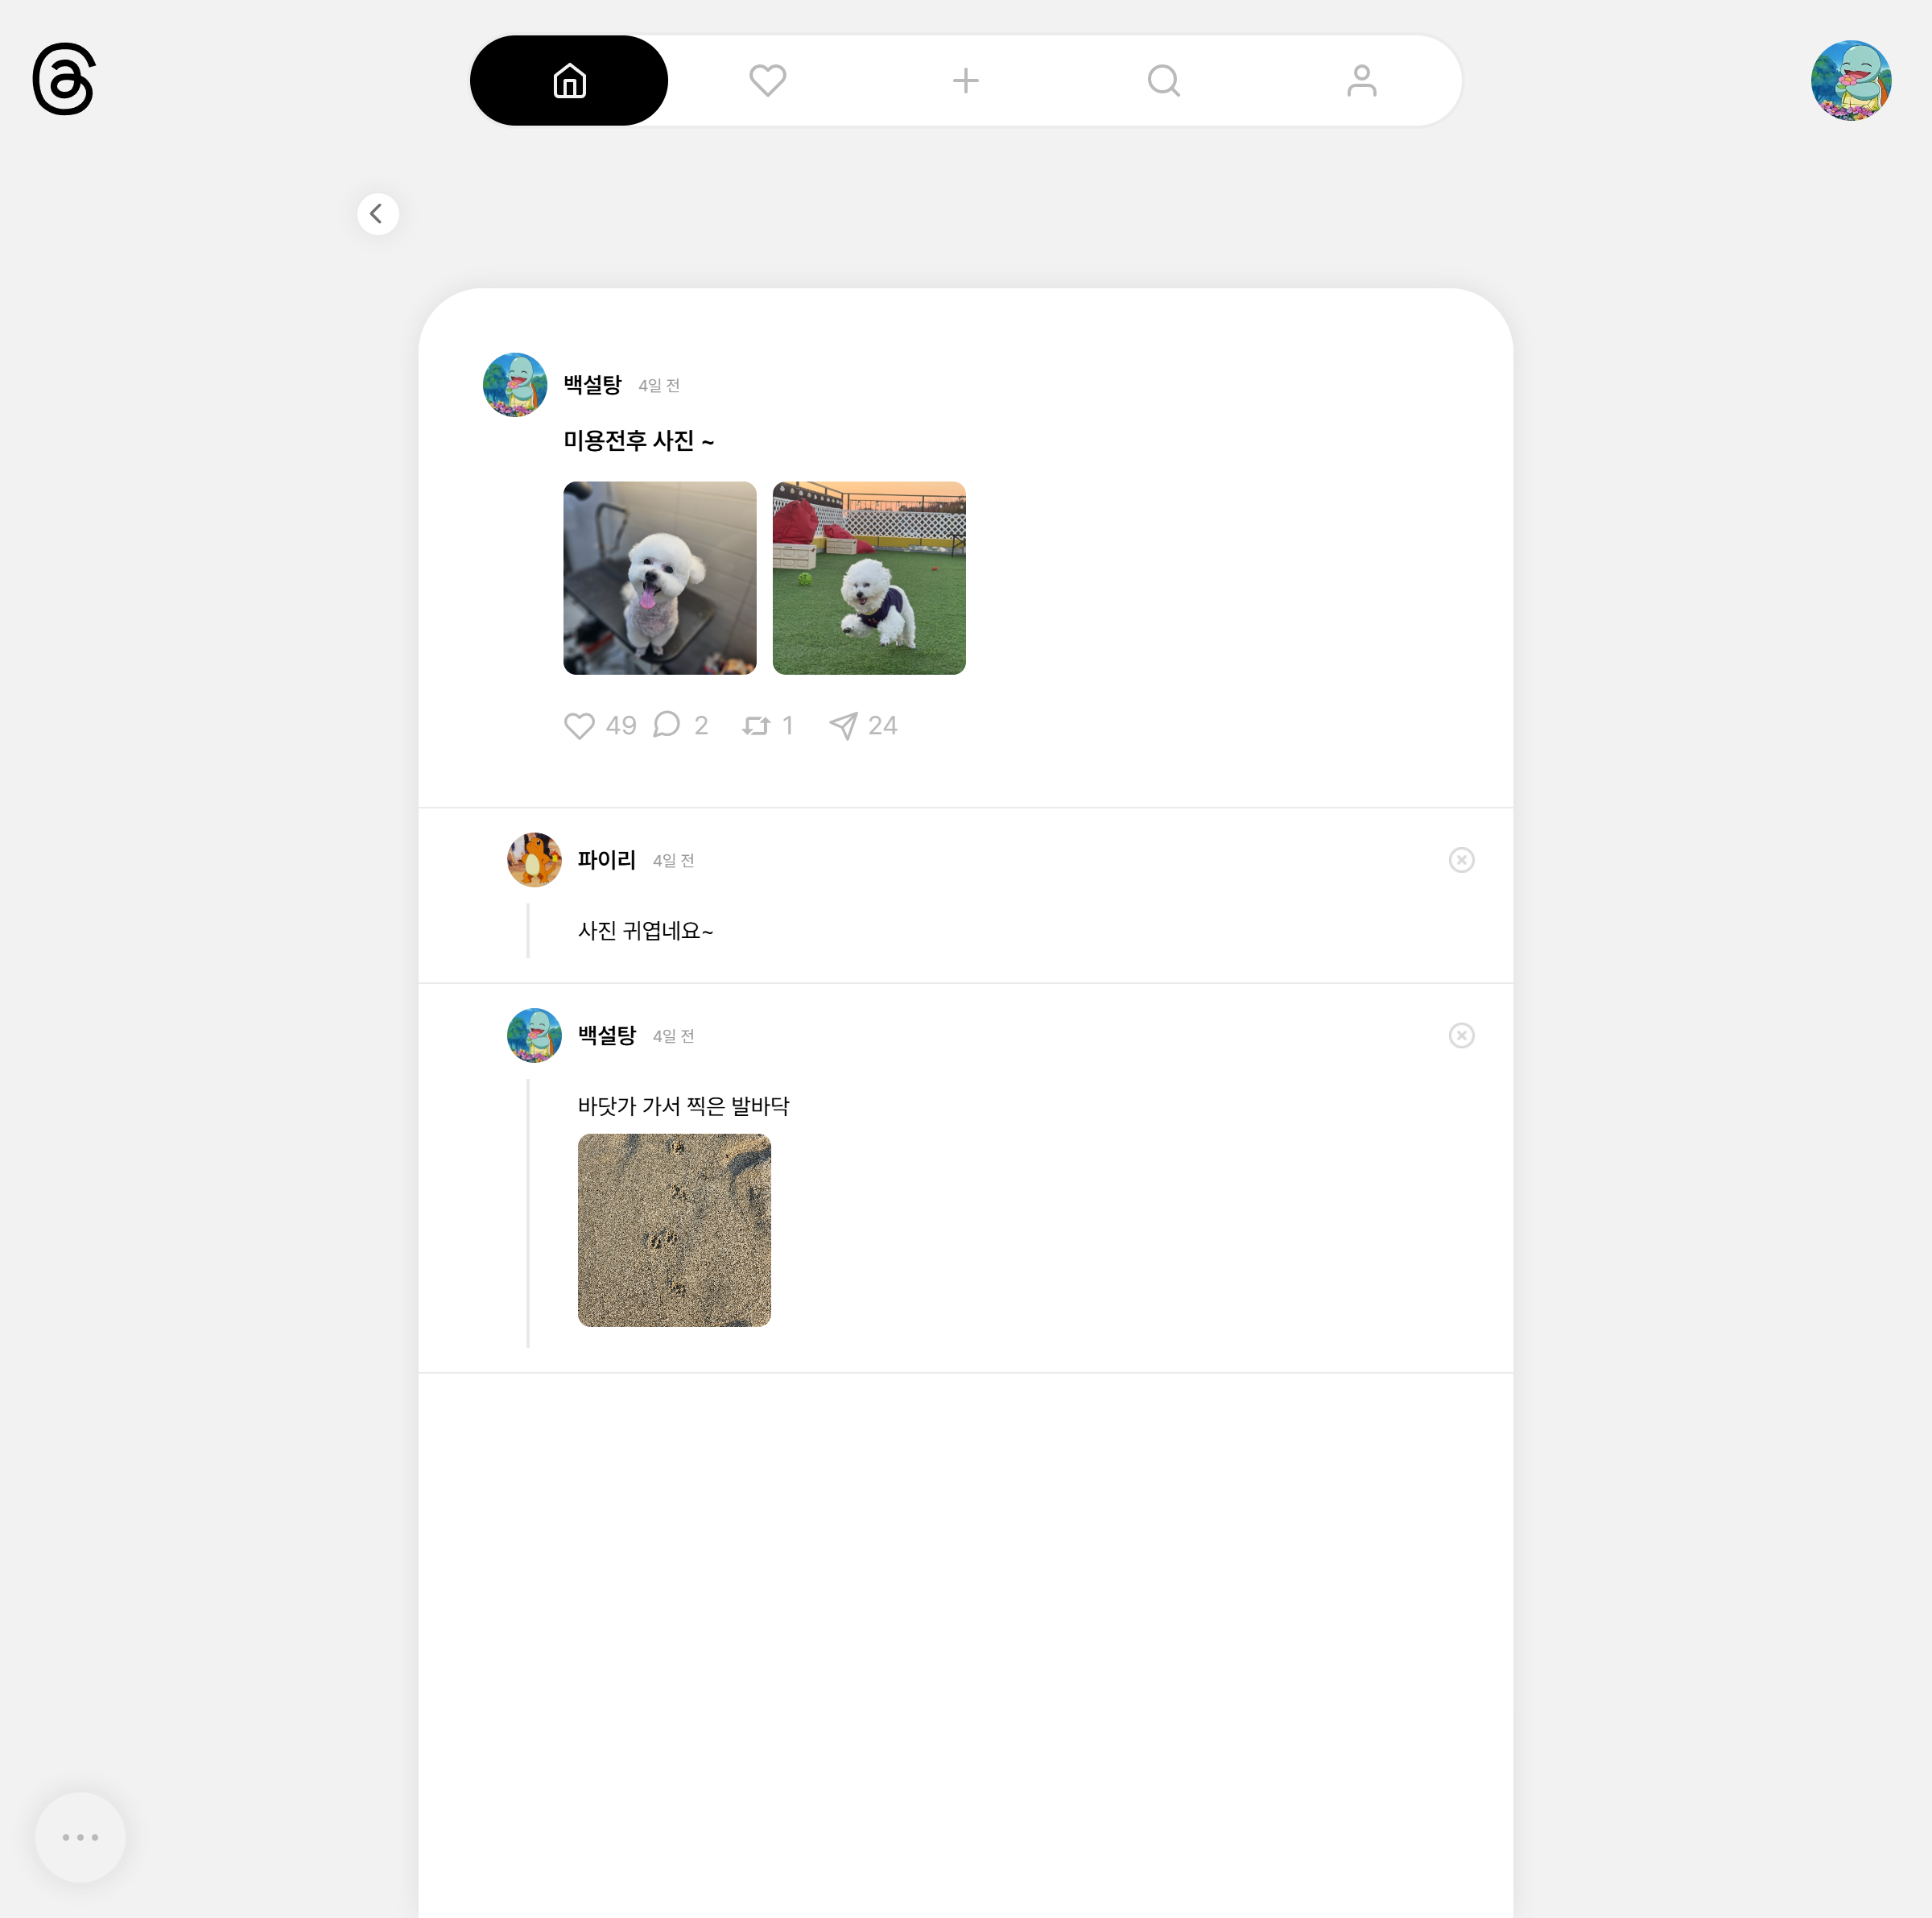 백설탕 4일 전
미용전후 사진 ~
49 2 1 24
파이리 4일 전
사진 귀엽네요~
백설탕 4일 전
바닷가 가서 찍은 발바닥